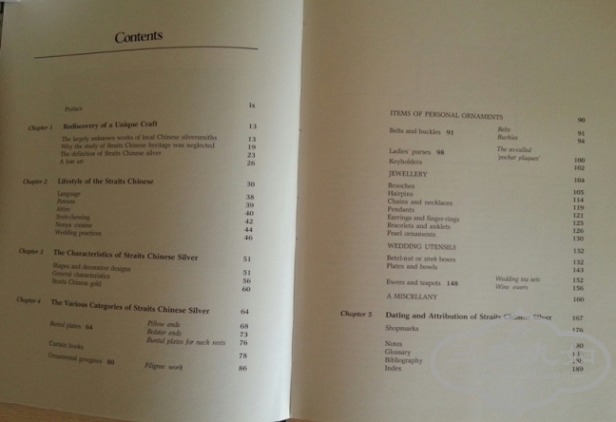 Contents
Preface ix
Chapter 1 Rediscovery of a Unique Craft 13
The largely unknown works of local Chinese silversmiths 13
Why the study of Straits Chinese heritage was neglected 19
The definition of Straits Chinese silver 23
A lost art 26
Chapter 2 Lifestyle of the Straits Chinese 30
Language 38
Pantun 39
Attire 40
Betel-chewing 42
Nonya cuisine 44
Wedding practices 46
Chapter 3 The Characteristics of Straits Chinese Silver 51
Shapes and decorative designs 51
General characteristics 56
Straits Chinese gold 60
Chapter 4 The Various Categories of Straits Chinese Silver 64
plates 64 Pillow ends 68
Bolster ends 73
plates for neck rests 76
Curtain hooks 78
Ornamental 80 Filigree work 86
ITEMS OF PERSONAL ORNAMENTS 90
Belts and buckles 91 Belts 91
Buckles 94
Ladies' purses 98 The so-called
'pocket plaques' 100
Keyholders 102
JEWELLERY 104
Brooches 105
Hairpins 114
Chains and necklaces 119
Pendants 121
Earrings and finger-rings 125
Bracelets and anklets 126
Pearl ornaments 130
WEDDING UTENSILS 132
Betel-nut or sireh boxes 132
Plates and bowls 143
Ewers and teapots 148 Wedding tea sets 152
Wine ewers 156
A MISCELLANY 160
Chapter 5 Dating and Attribution of Straits Chinese Silver 167
Shopmarks 176
Notes
Glossary
Bibliography
Index 189